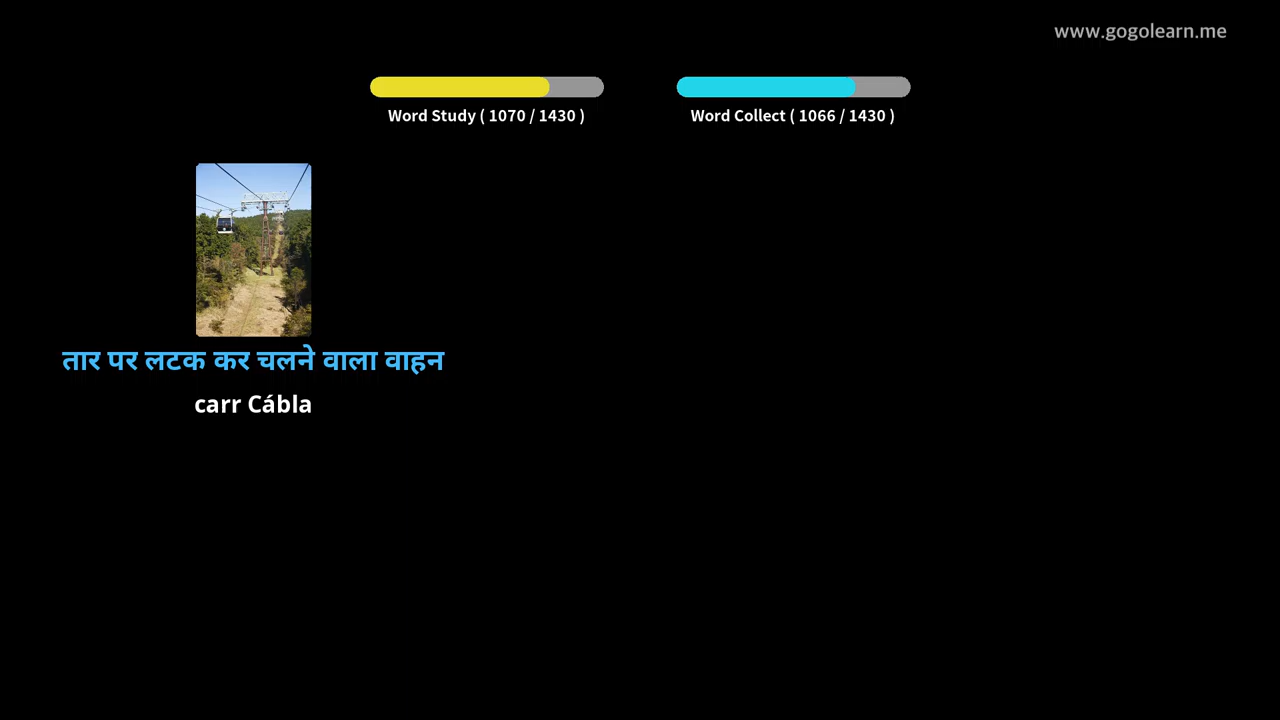 www.gogolearn.me
Word Study ( 1070 / 1430 )
Word Collect ( 1066 / 1430 )
तार पर लटक कर चलने वाला वाहन
carr Cábla